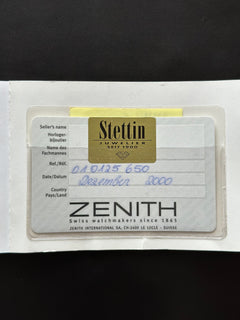 Stettin
JUWELIER
SEIT 1900
Seller's name
Horloger-
bijoutier
Name des
Fachmannes
Ref./Réf. 01 0125 650
Date/Datum Dezember 2000
Country
Pays/Land
ZENITH
Swiss watchmakers since 1865
ZENITH INTERNATIONAL SA, CH-2400 LE LOCLE - SUISSE